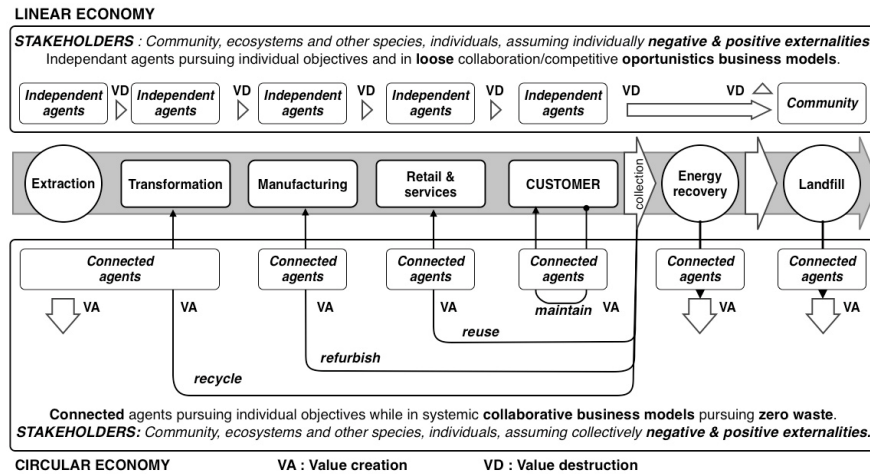 LINEAR ECONOMY
STAKEHOLDERS : Community, ecosystems and other species, individuals, assuming individually negative & positive externalities
Independant agents pursuing individual objectives and in loose collaboration/competitive oportunistics business models.
Independent agents
VD
Independent agents
VD
Independent agents
VD
Independent agents
VD
Independent agents
VD
VD
Community
Extraction
Transformation
Manufacturing
Retail & services
CUSTOMER
collection
Energy recovery
Landfill
Connected agents
Connected agents
Connected agents
Connected agents
Connected agents
Connected agents
VA
VA
VA
VA
maintain
VA
VA
VA
reuse
refurbish
recycle
Connected agents pursuing individual objectives while in systemic collaborative business models pursuing zero waste.
STAKEHOLDERS: Community, ecosystems and other species, individuals, assuming collectively negative & positive externalities.
CIRCULAR ECONOMY
VA : Value creation
VD : Value destruction